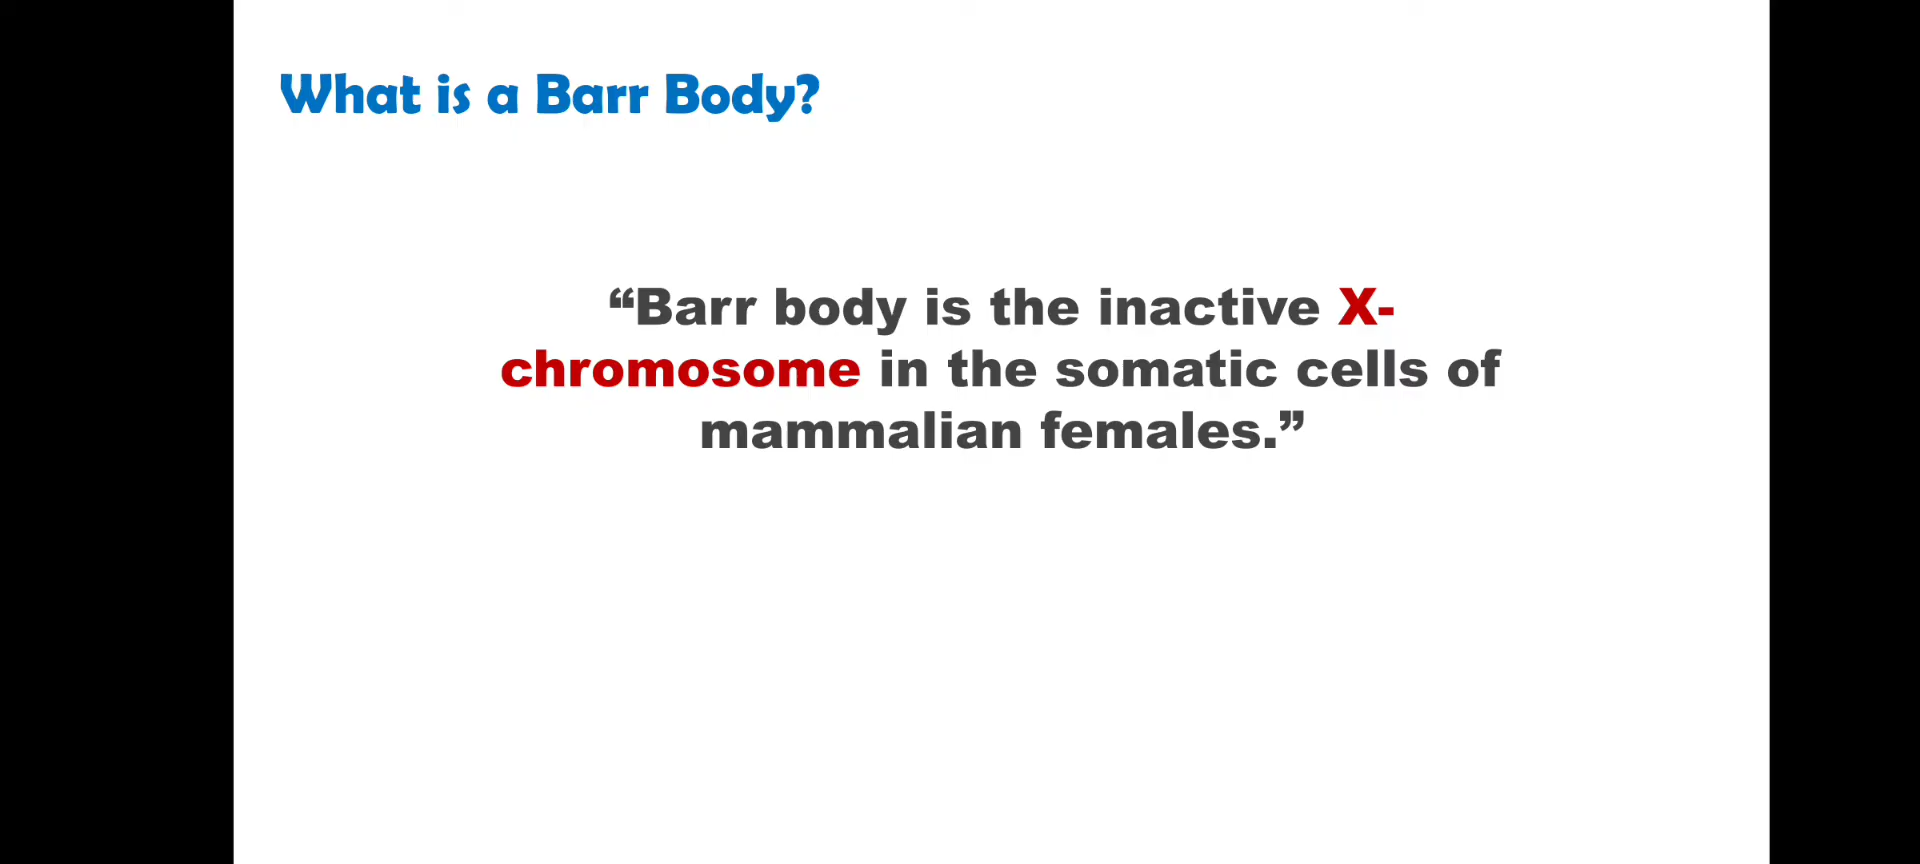 What is a Barr Body?
“Barr body is the inactive X-
chromosome in the somatic cells of
mammalian females.”